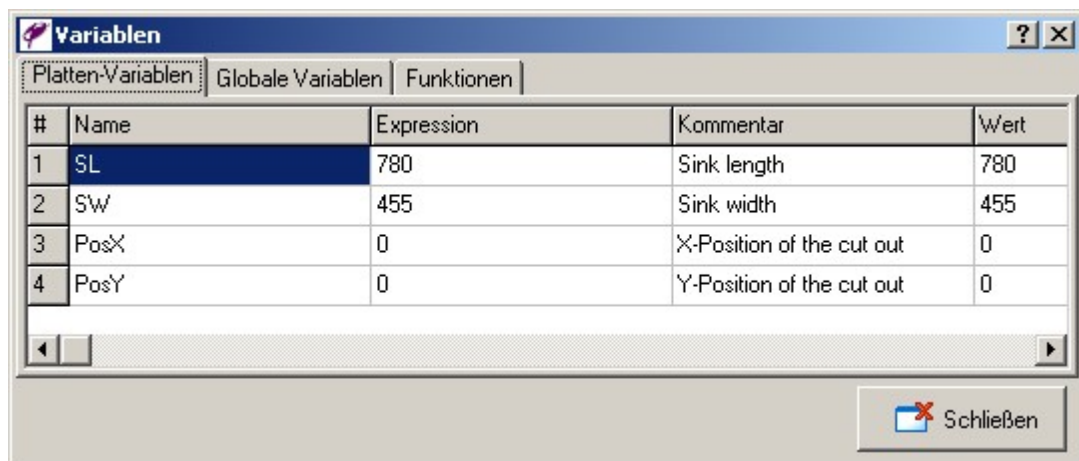 Variablen
Platten-Variablen Globale Variablen Funktionen
# Name Expression Kommentar Wert
1 SL 780 Sink length 780
2 SW 455 Sink width 455
3 PosX 0 X-Position of the cut out 0
4 PosY 0 Y-Position of the cut out 0
Schließen